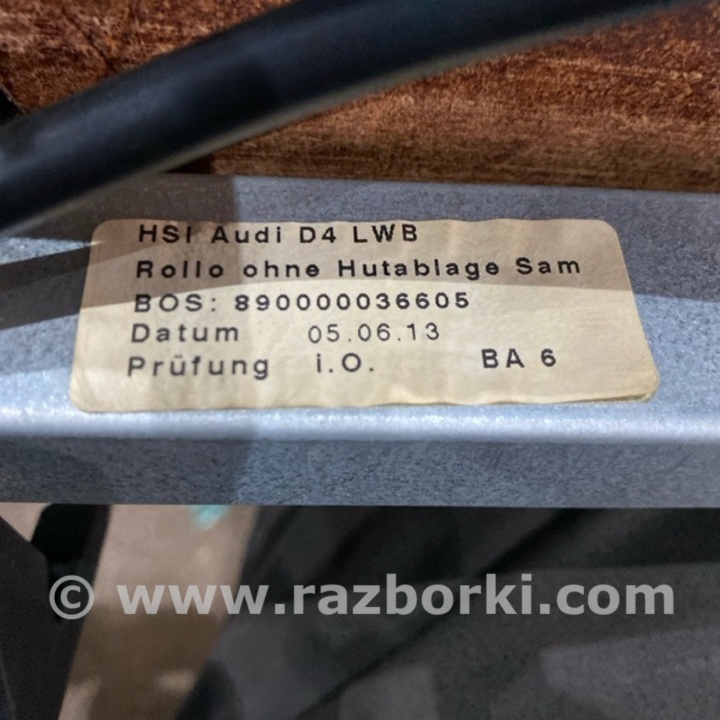 HSI Audi D4 LWB
Rollo ohne Hutablage Sam
BOS: 890000036605
Datum 05.06.13
Prüfung i.O. BA 6
© www.razborki.com